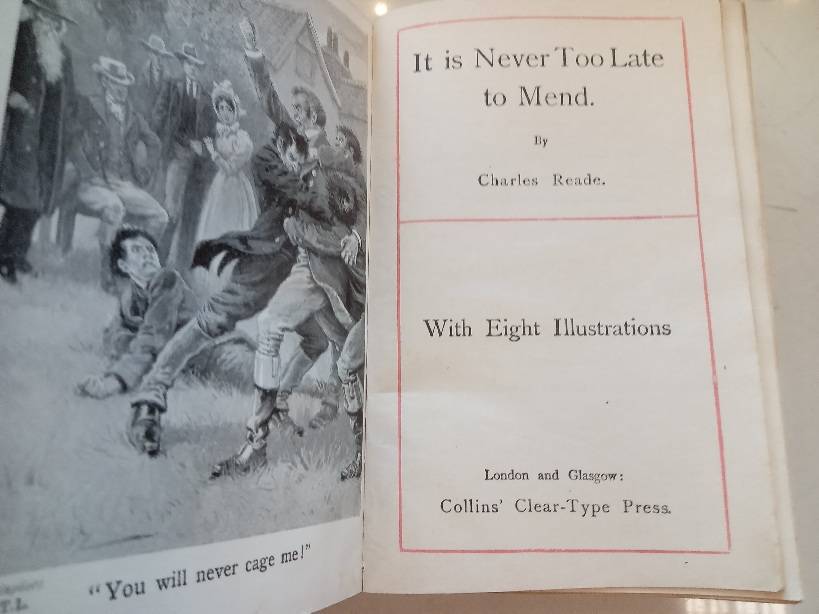 "You will never cage me!"
T.L.
It is Never Too Late
to Mend.
By
Charles Reade.
With Eight Illustrations
London and Glasgow:
Collins' Clear-Type Press.